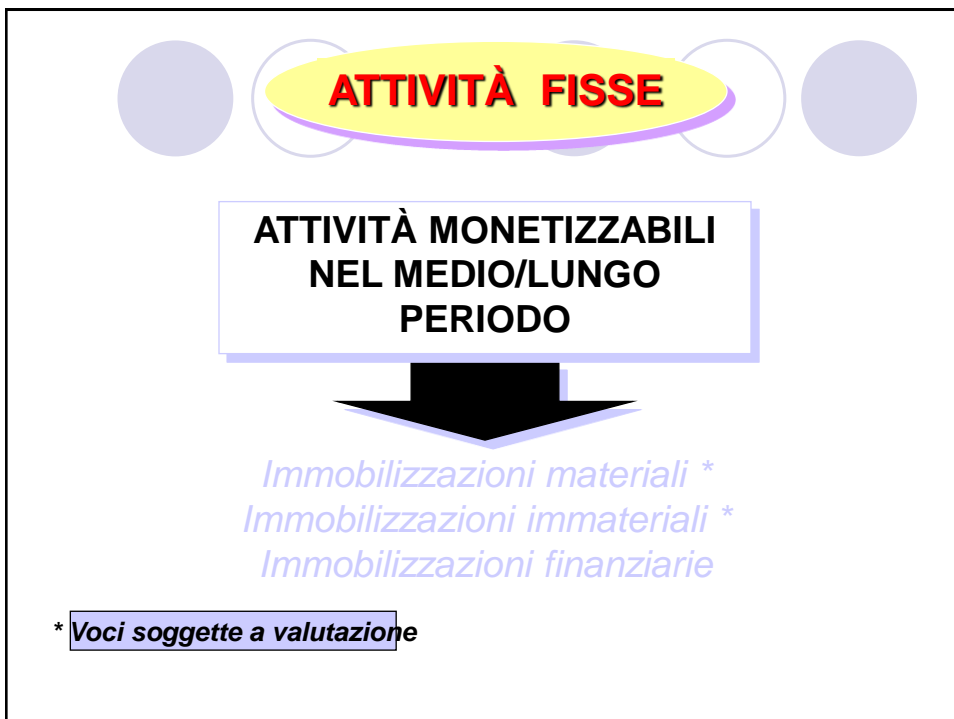 ATTIVITÀ FISSE
ATTIVITÀ MONETIZZABILI
NEL MEDIO/LUNGO
PERIODO
Immobilizzazioni materiali *
Immobilizzazioni immateriali *
Immobilizzazioni finanziarie
* Voci soggette a valutazione